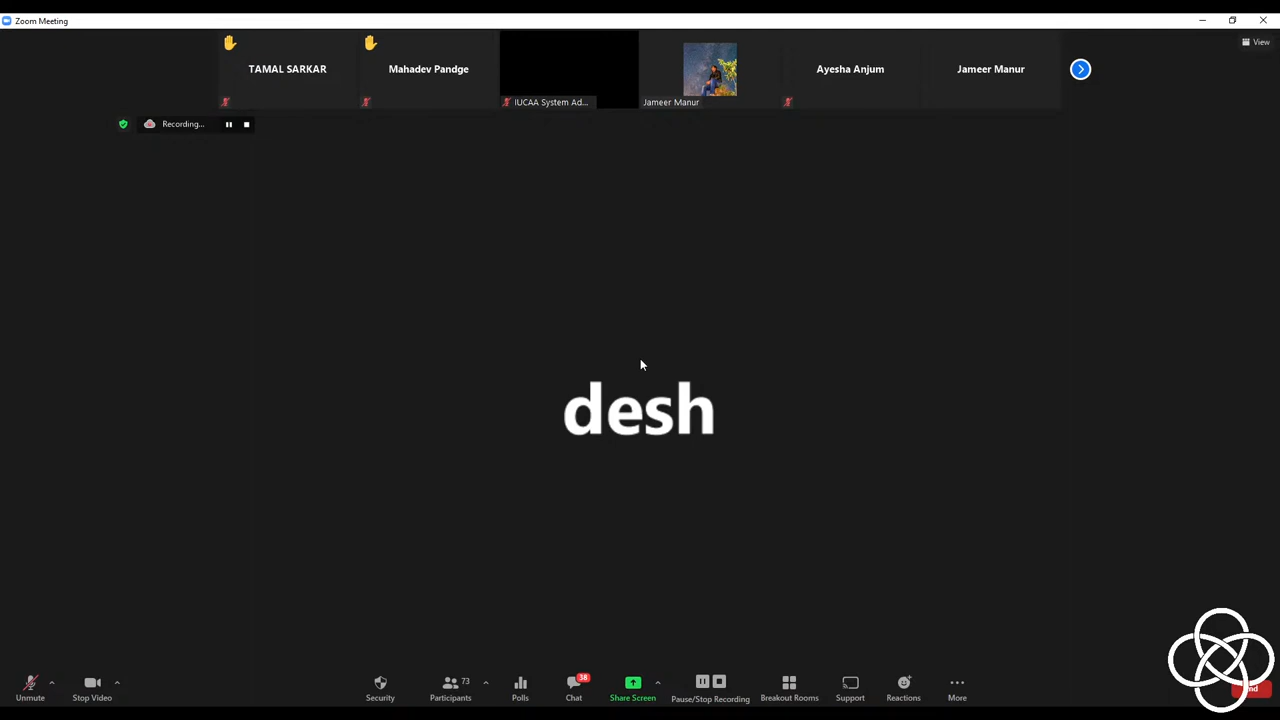 Zoom Meeting
View
TAMAL SARKAR
Mahadev Pandge
IUCAA System Ad...
Jameer Manur
Ayesha Anjum
Jameer Manur
Recording...
desh
Unmute
Stop Video
Security
Participants
73
Polls
Chat
38
Share Screen
Pause/Stop Recording
Breakout Rooms
Support
Reactions
More